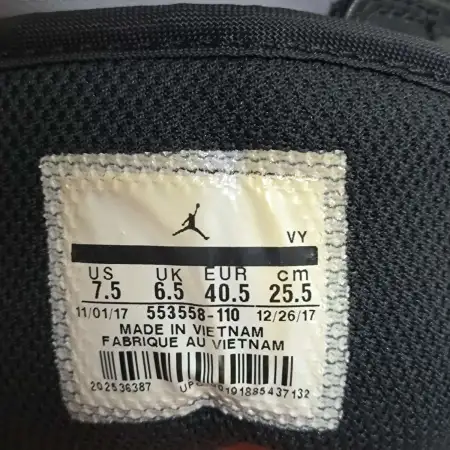 VY
US UK EUR cm
7.5 6.5 40.5 25.5
11/01/17 553558-110 12/26/17
MADE IN VIETNAM
FABRIQUE AU VIETNAM
202536387